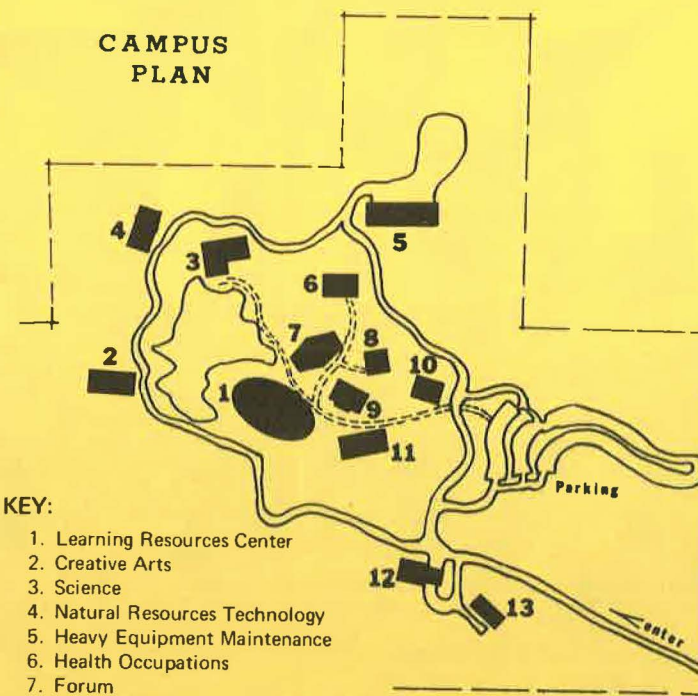 CAMPUS
PLAN
4
3
5
6
7
8
2
10
1
9
11
Parking
KEY:
1. Learning Resources Center
2. Creative Arts
12
3. Science
13
4. Natural Resources Technology
enter
5. Heavy Equipment Maintenance
6. Health Occupations
7. Forum